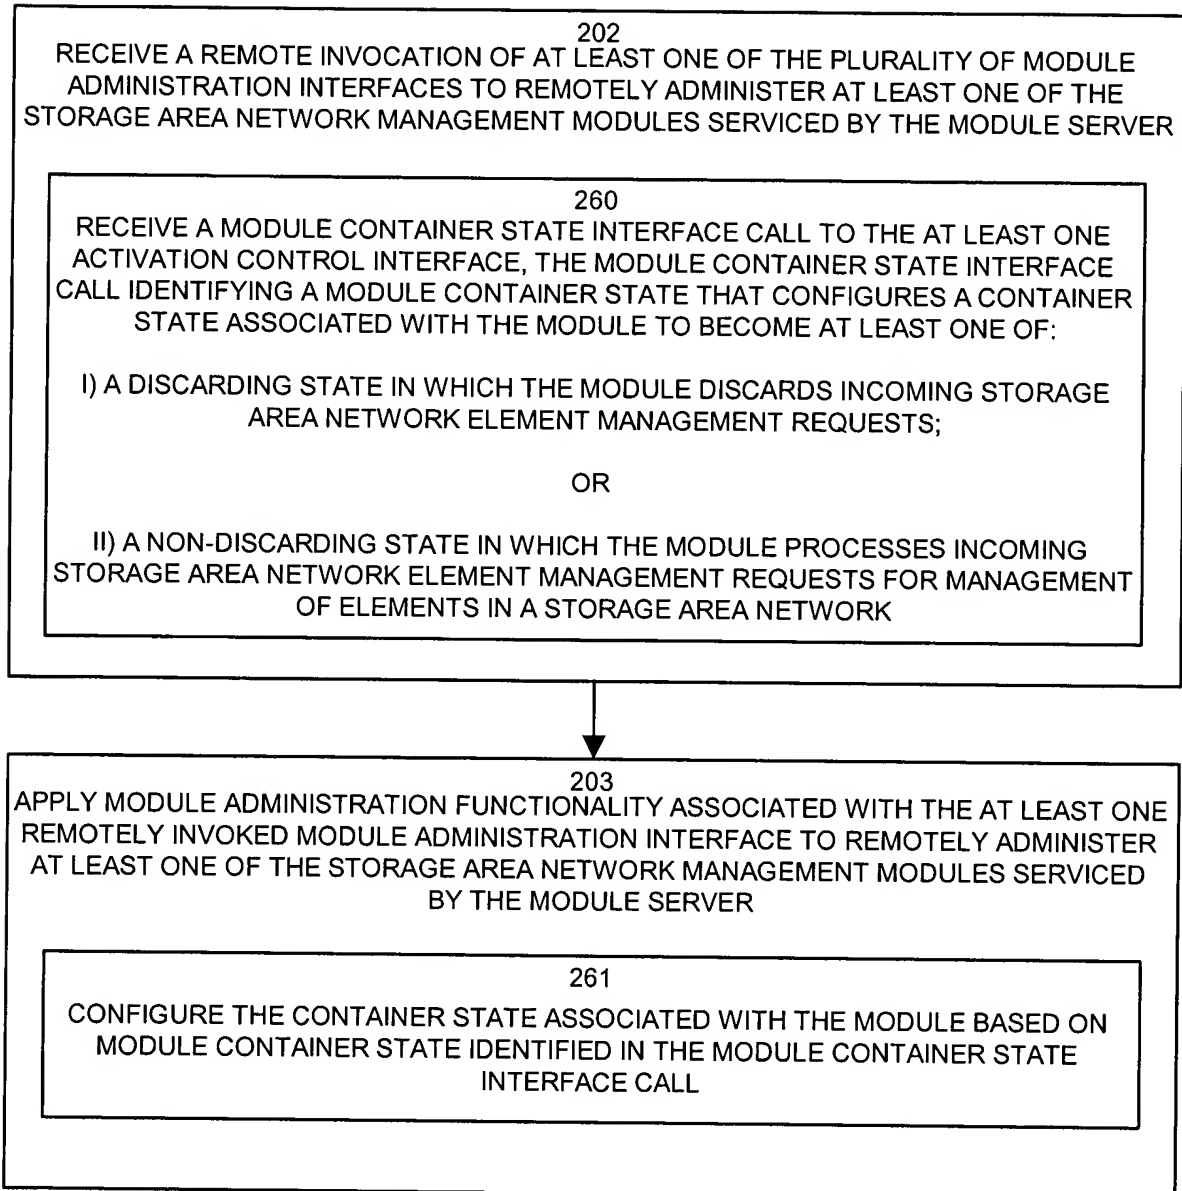 202
RECEIVE A REMOTE INVOCATION OF AT LEAST ONE OF THE PLURALITY OF MODULE
ADMINISTRATION INTERFACES TO REMOTELY ADMINISTER AT LEAST ONE OF THE
STORAGE AREA NETWORK MANAGEMENT MODULES SERVICED BY THE MODULE SERVER
260
RECEIVE A MODULE CONTAINER STATE INTERFACE CALL TO THE AT LEAST ONE
ACTIVATION CONTROL INTERFACE, THE MODULE CONTAINER STATE INTERFACE
CALL IDENTIFYING A MODULE CONTAINER STATE THAT CONFIGURES A CONTAINER
STATE ASSOCIATED WITH THE MODULE TO BECOME AT LEAST ONE OF:
I) A DISCARDING STATE IN WHICH THE MODULE DISCARDS INCOMING STORAGE
AREA NETWORK ELEMENT MANAGEMENT REQUESTS;
OR
II) A NON-DISCARDING STATE IN WHICH THE MODULE PROCESSES INCOMING
STORAGE AREA NETWORK ELEMENT MANAGEMENT REQUESTS FOR MANAGEMENT
OF ELEMENTS IN A STORAGE AREA NETWORK
203
APPLY MODULE ADMINISTRATION FUNCTIONALITY ASSOCIATED WITH THE AT LEAST ONE
REMOTELY INVOKED MODULE ADMINISTRATION INTERFACE TO REMOTELY ADMINISTER
AT LEAST ONE OF THE STORAGE AREA NETWORK MANAGEMENT MODULES SERVICED
BY THE MODULE SERVER
261
CONFIGURE THE CONTAINER STATE ASSOCIATED WITH THE MODULE BASED ON
MODULE CONTAINER STATE IDENTIFIED IN THE MODULE CONTAINER STATE
INTERFACE CALL